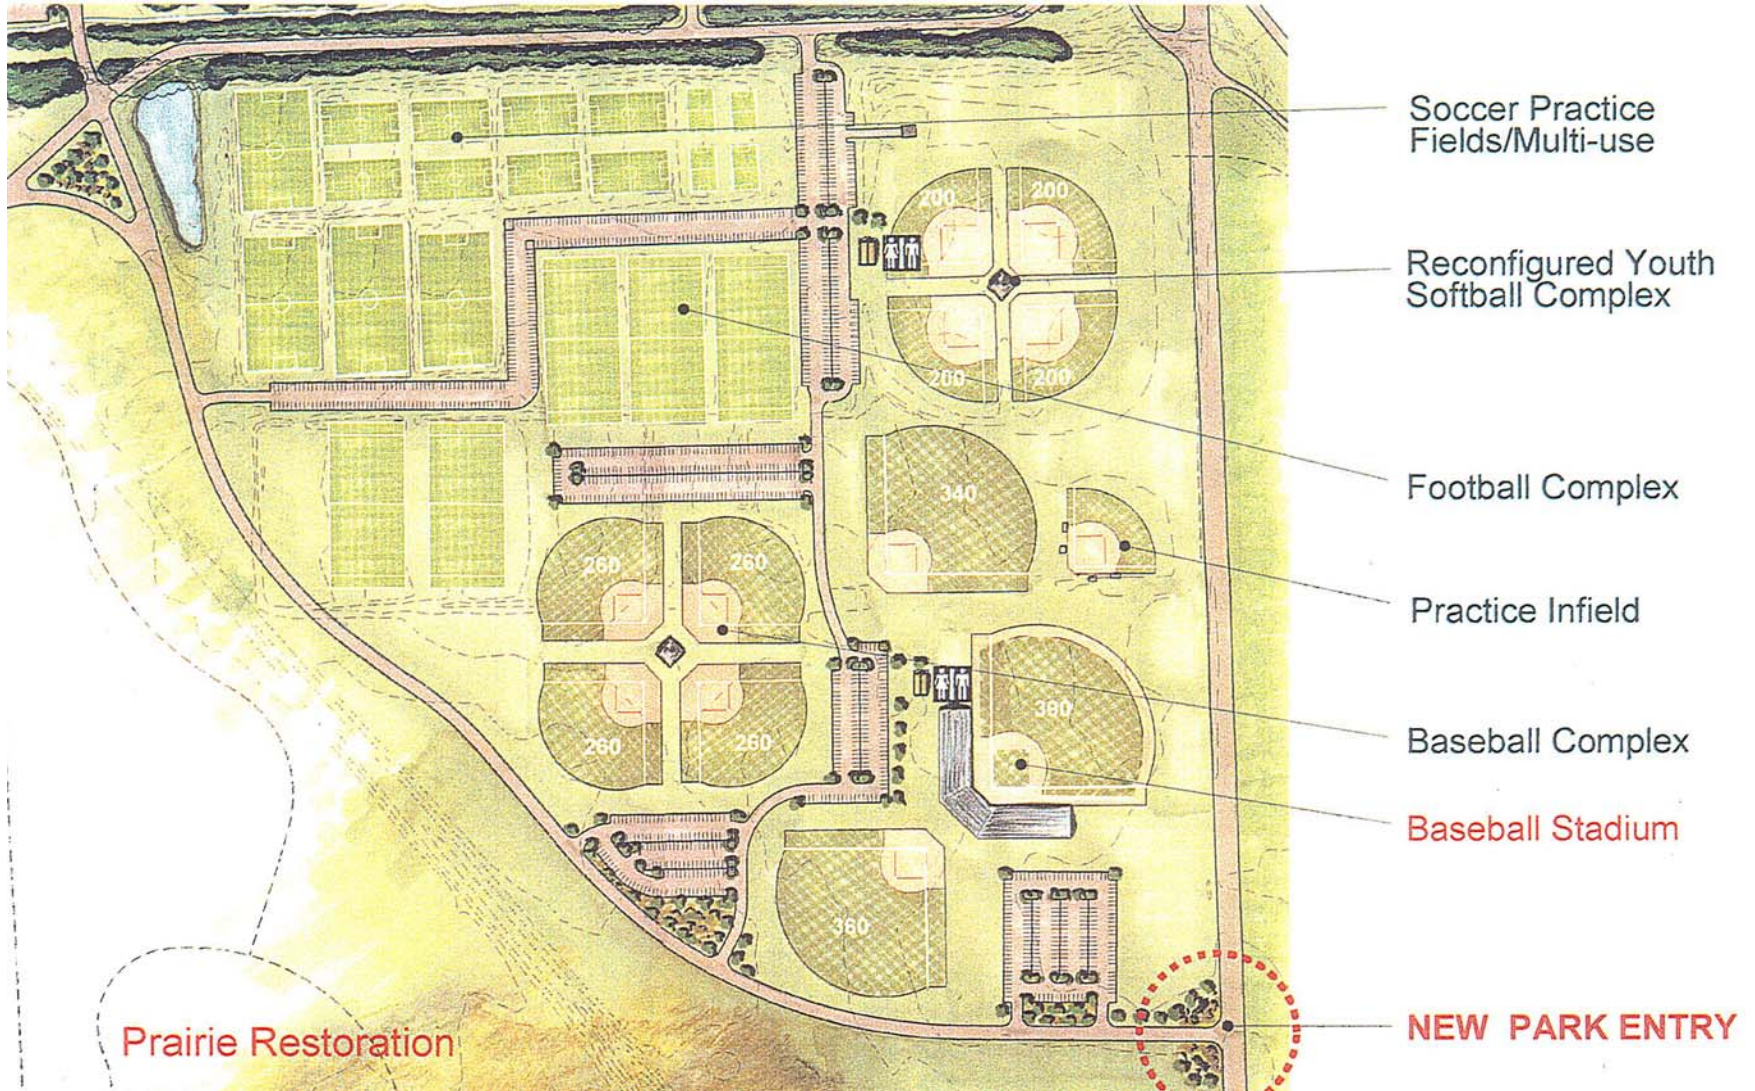 Soccer Practice
Fields/Multi-use
200
200
Reconfigured Youth
Softball Complex
200
200
340
Football Complex
260
260
Practice Infield
390
260
260
Baseball Complex
Baseball Stadium
360
Prairie Restoration
NEW PARK ENTRY